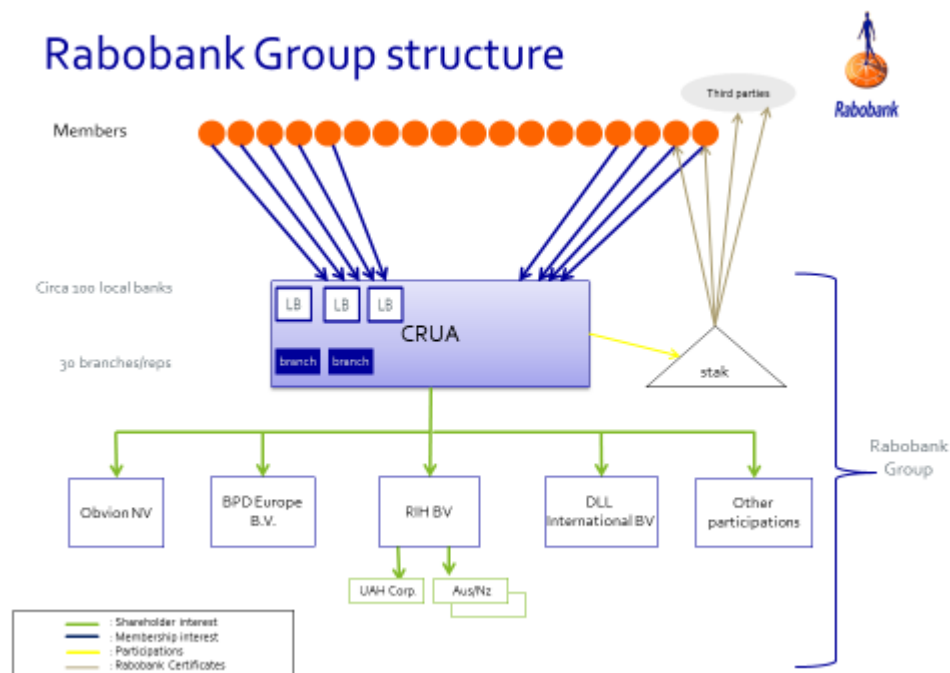 Rabobank Group structure
Third parties
Rabobank
Members
Circa 100 local banks
LB
LB
LB
CRUA
30 branches/reps
branch
branch
stak
Rabobank
Group
Obvion NV
BPD Europe
B.V.
RIH BV
DLL
International BV
Other
participations
UAH Corp.
Aus/Nz
: Shareholder interest
: Membership interest
: Participations
: Rabobank Certificates